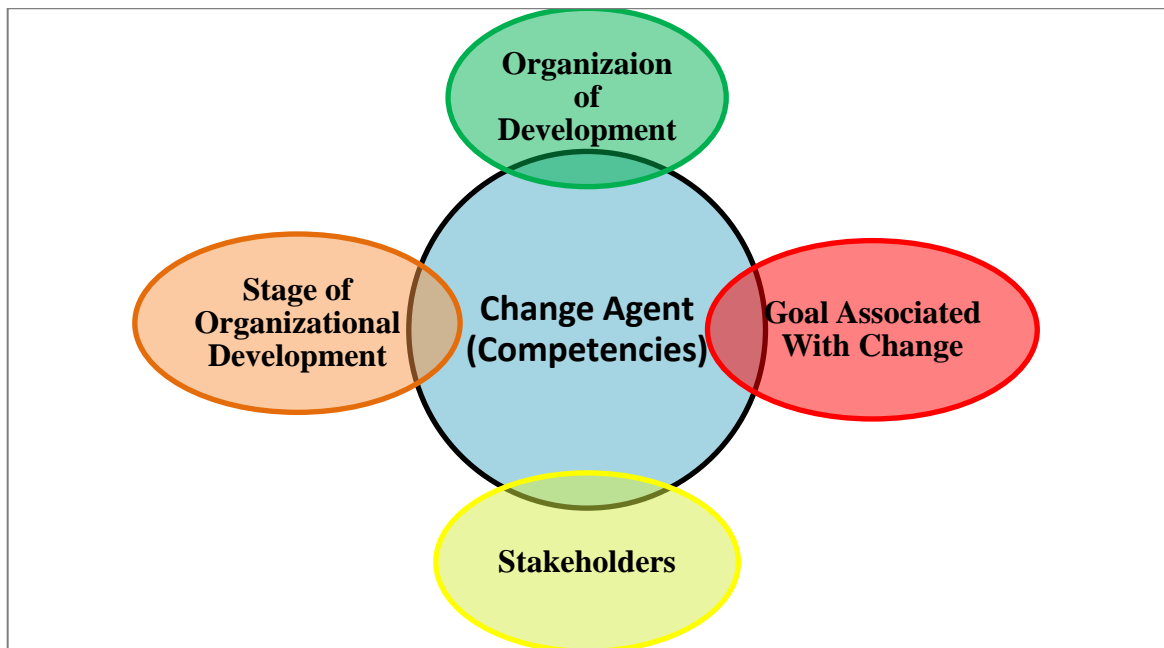 Organizaion
of
Development
Stage of
Organizational
Development
Change Agent
(Competencies)
Goal Associated
With Change
Stakeholders